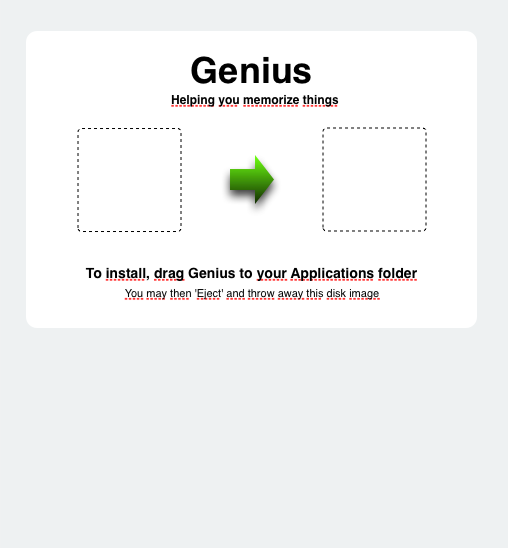 Genius
Helping you memorize things
To install, drag Genius to your Applications folder
You may then 'Eject' and throw away this disk image